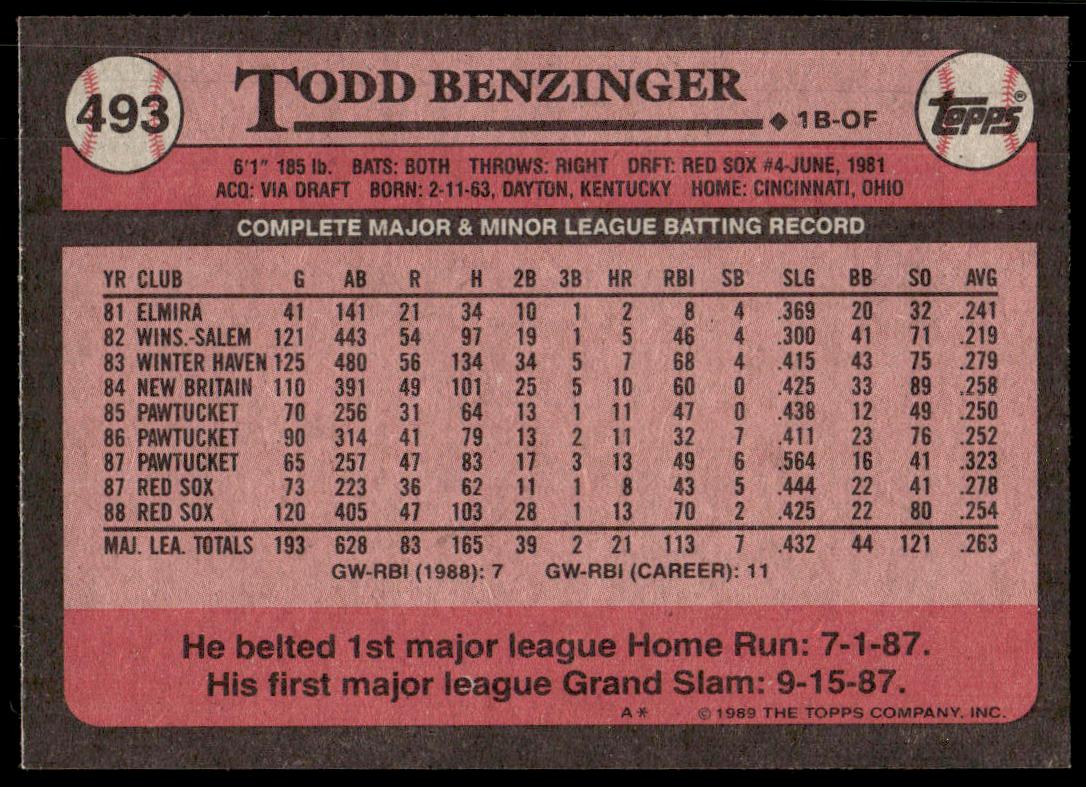 493
TODD BENZINGER
◆ 1B-OF
topps®
6'1" 185 lb. BATS: BOTH THROWS: RIGHT DRFT: RED SOX #4-JUNE, 1981
ACQ: VIA DRAFT BORN: 2-11-63, DAYTON, KENTUCKY HOME: CINCINNATI, OHIO
COMPLETE MAJOR & MINOR LEAGUE BATTING RECORD
YR CLUB G AB R H 2B 3B HR RBI SB SLG BB SO AVG
81 ELMIRA 41 141 21 34 10 1 2 8 4 .369 20 32 .241
82 WINS.-SALEM 121 443 54 97 19 1 5 46 4 .300 41 71 .219
83 WINTER HAVEN 125 480 56 134 34 5 7 68 4 .415 43 75 .279
84 NEW BRITAIN 110 391 49 101 25 5 10 60 0 .425 33 89 .258
85 PAWTUCKET 70 256 31 64 13 1 11 47 0 .438 12 49 .250
86 PAWTUCKET 90 314 41 79 13 2 11 32 7 .411 23 76 .252
87 PAWTUCKET 65 257 47 83 17 3 13 49 6 .564 16 41 .323
87 RED SOX 73 223 36 62 11 1 8 43 5 .444 22 41 .278
88 RED SOX 120 405 47 103 28 1 13 70 2 .425 22 80 .254
MAJ. LEA. TOTALS 193 628 83 165 39 2 21 113 7 .432 44 121 .263
GW-RBI (1988): 7 GW-RBI (CAREER): 11
He belted 1st major league Home Run: 7-1-87.
His first major league Grand Slam: 9-15-87.
A* © 1989 THE TOPPS COMPANY, INC.